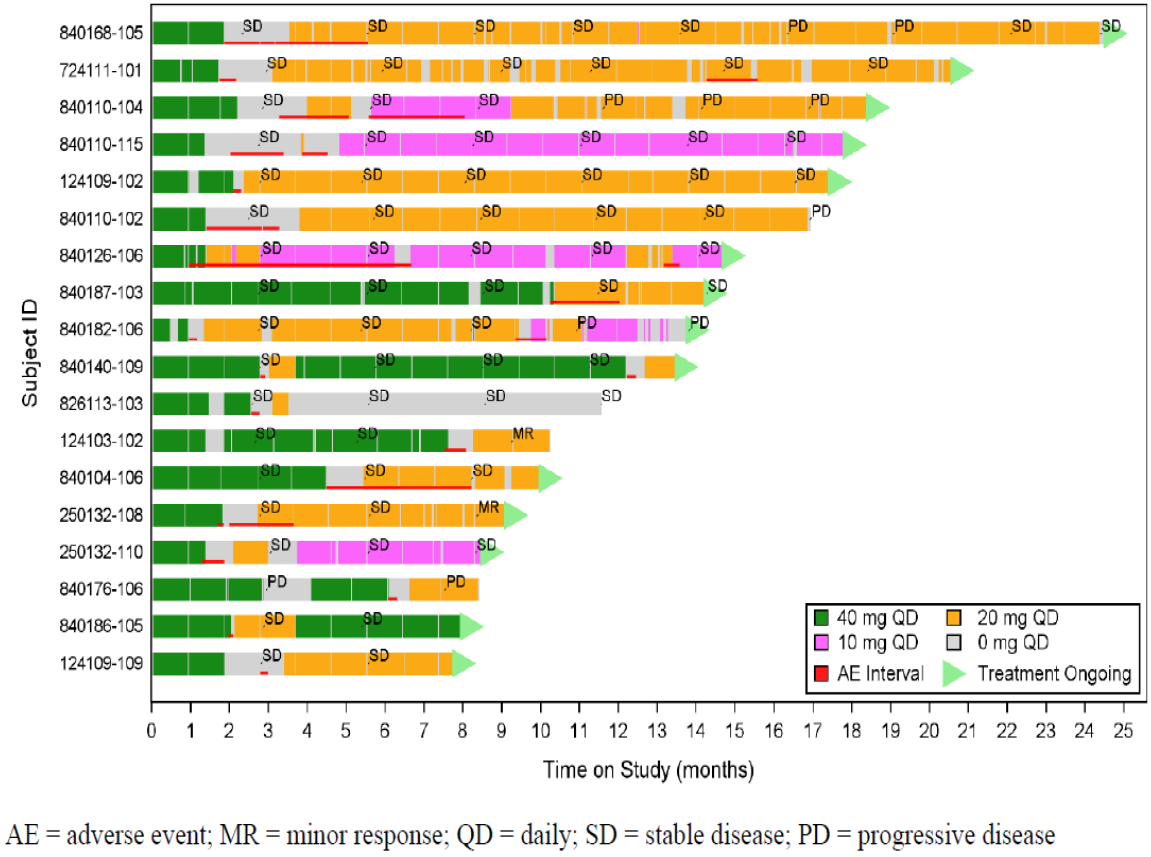 840168-105 SD SD SD SD SD PD PD SD SD
724111-101 SD SD SD SD SD SD
840110-104 SD SD SD PD PD PD
840110-115 SD SD SD SD SD SD
124109-102 SD SD SD SD SD SD
840110-102 SD SD SD SD SD PD
840126-106 SD SD SD SD SD
840187-103 SD SD SD SD SD
840182-106 SD SD SD PD PD
840140-109 SD SD SD SD
826113-103 SD SD SD SD
124103-102 SD SD MR
840104-106 SD SD SD
250132-108 SD SD MR
250132-110 SD SD SD
840176-106 PD PD
840186-105 SD SD
124109-109 SD SD
Subject ID
40 mg QD 20 mg QD
10 mg QD 0 mg QD
AE Interval Treatment Ongoing
0 1 2 3 4 5 6 7 8 9 10 11 12 13 14 15 16 17 18 19 20 21 22 23 24 25
Time on Study (months)
AE = adverse event; MR = minor response; QD = daily; SD = stable disease; PD = progressive disease